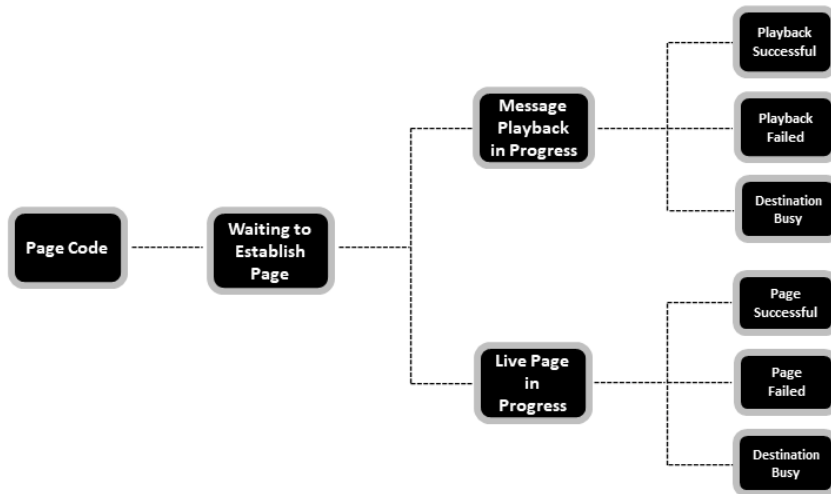 Page Code
Waiting to
Establish
Page
Message
Playback
in Progress
Playback
Successful
Playback
Failed
Destination
Busy
Live Page
in
Progress
Page
Successful
Page
Failed
Destination
Busy